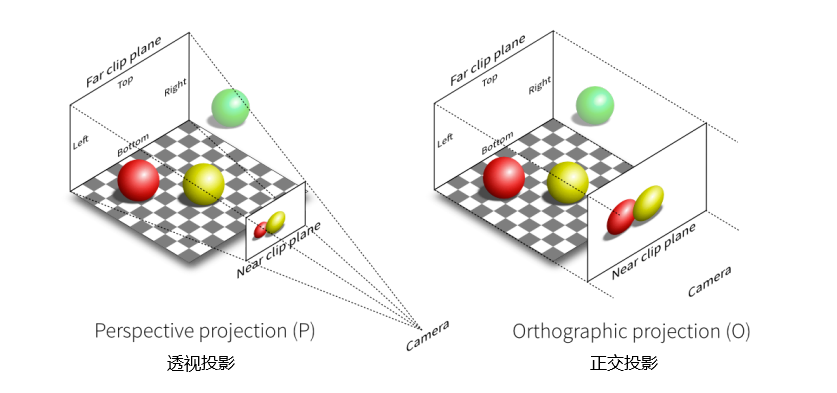 Far clip plane
Top
Right
Left
Bottom
Near clip plane
Camera
Perspective projection (P)
透视投影
Far clip plane
Top
Right
Left
Bottom
Near clip plane
Camera
Orthographic projection (O)
正交投影